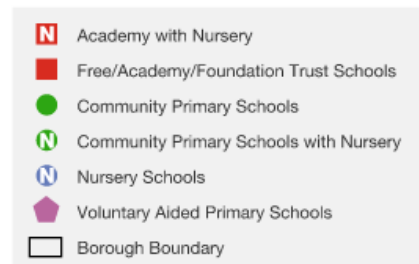 N Academy with Nursery
Free/Academy/Foundation Trust Schools
Community Primary Schools
N Community Primary Schools with Nursery
N Nursery Schools
Voluntary Aided Primary Schools
Borough Boundary